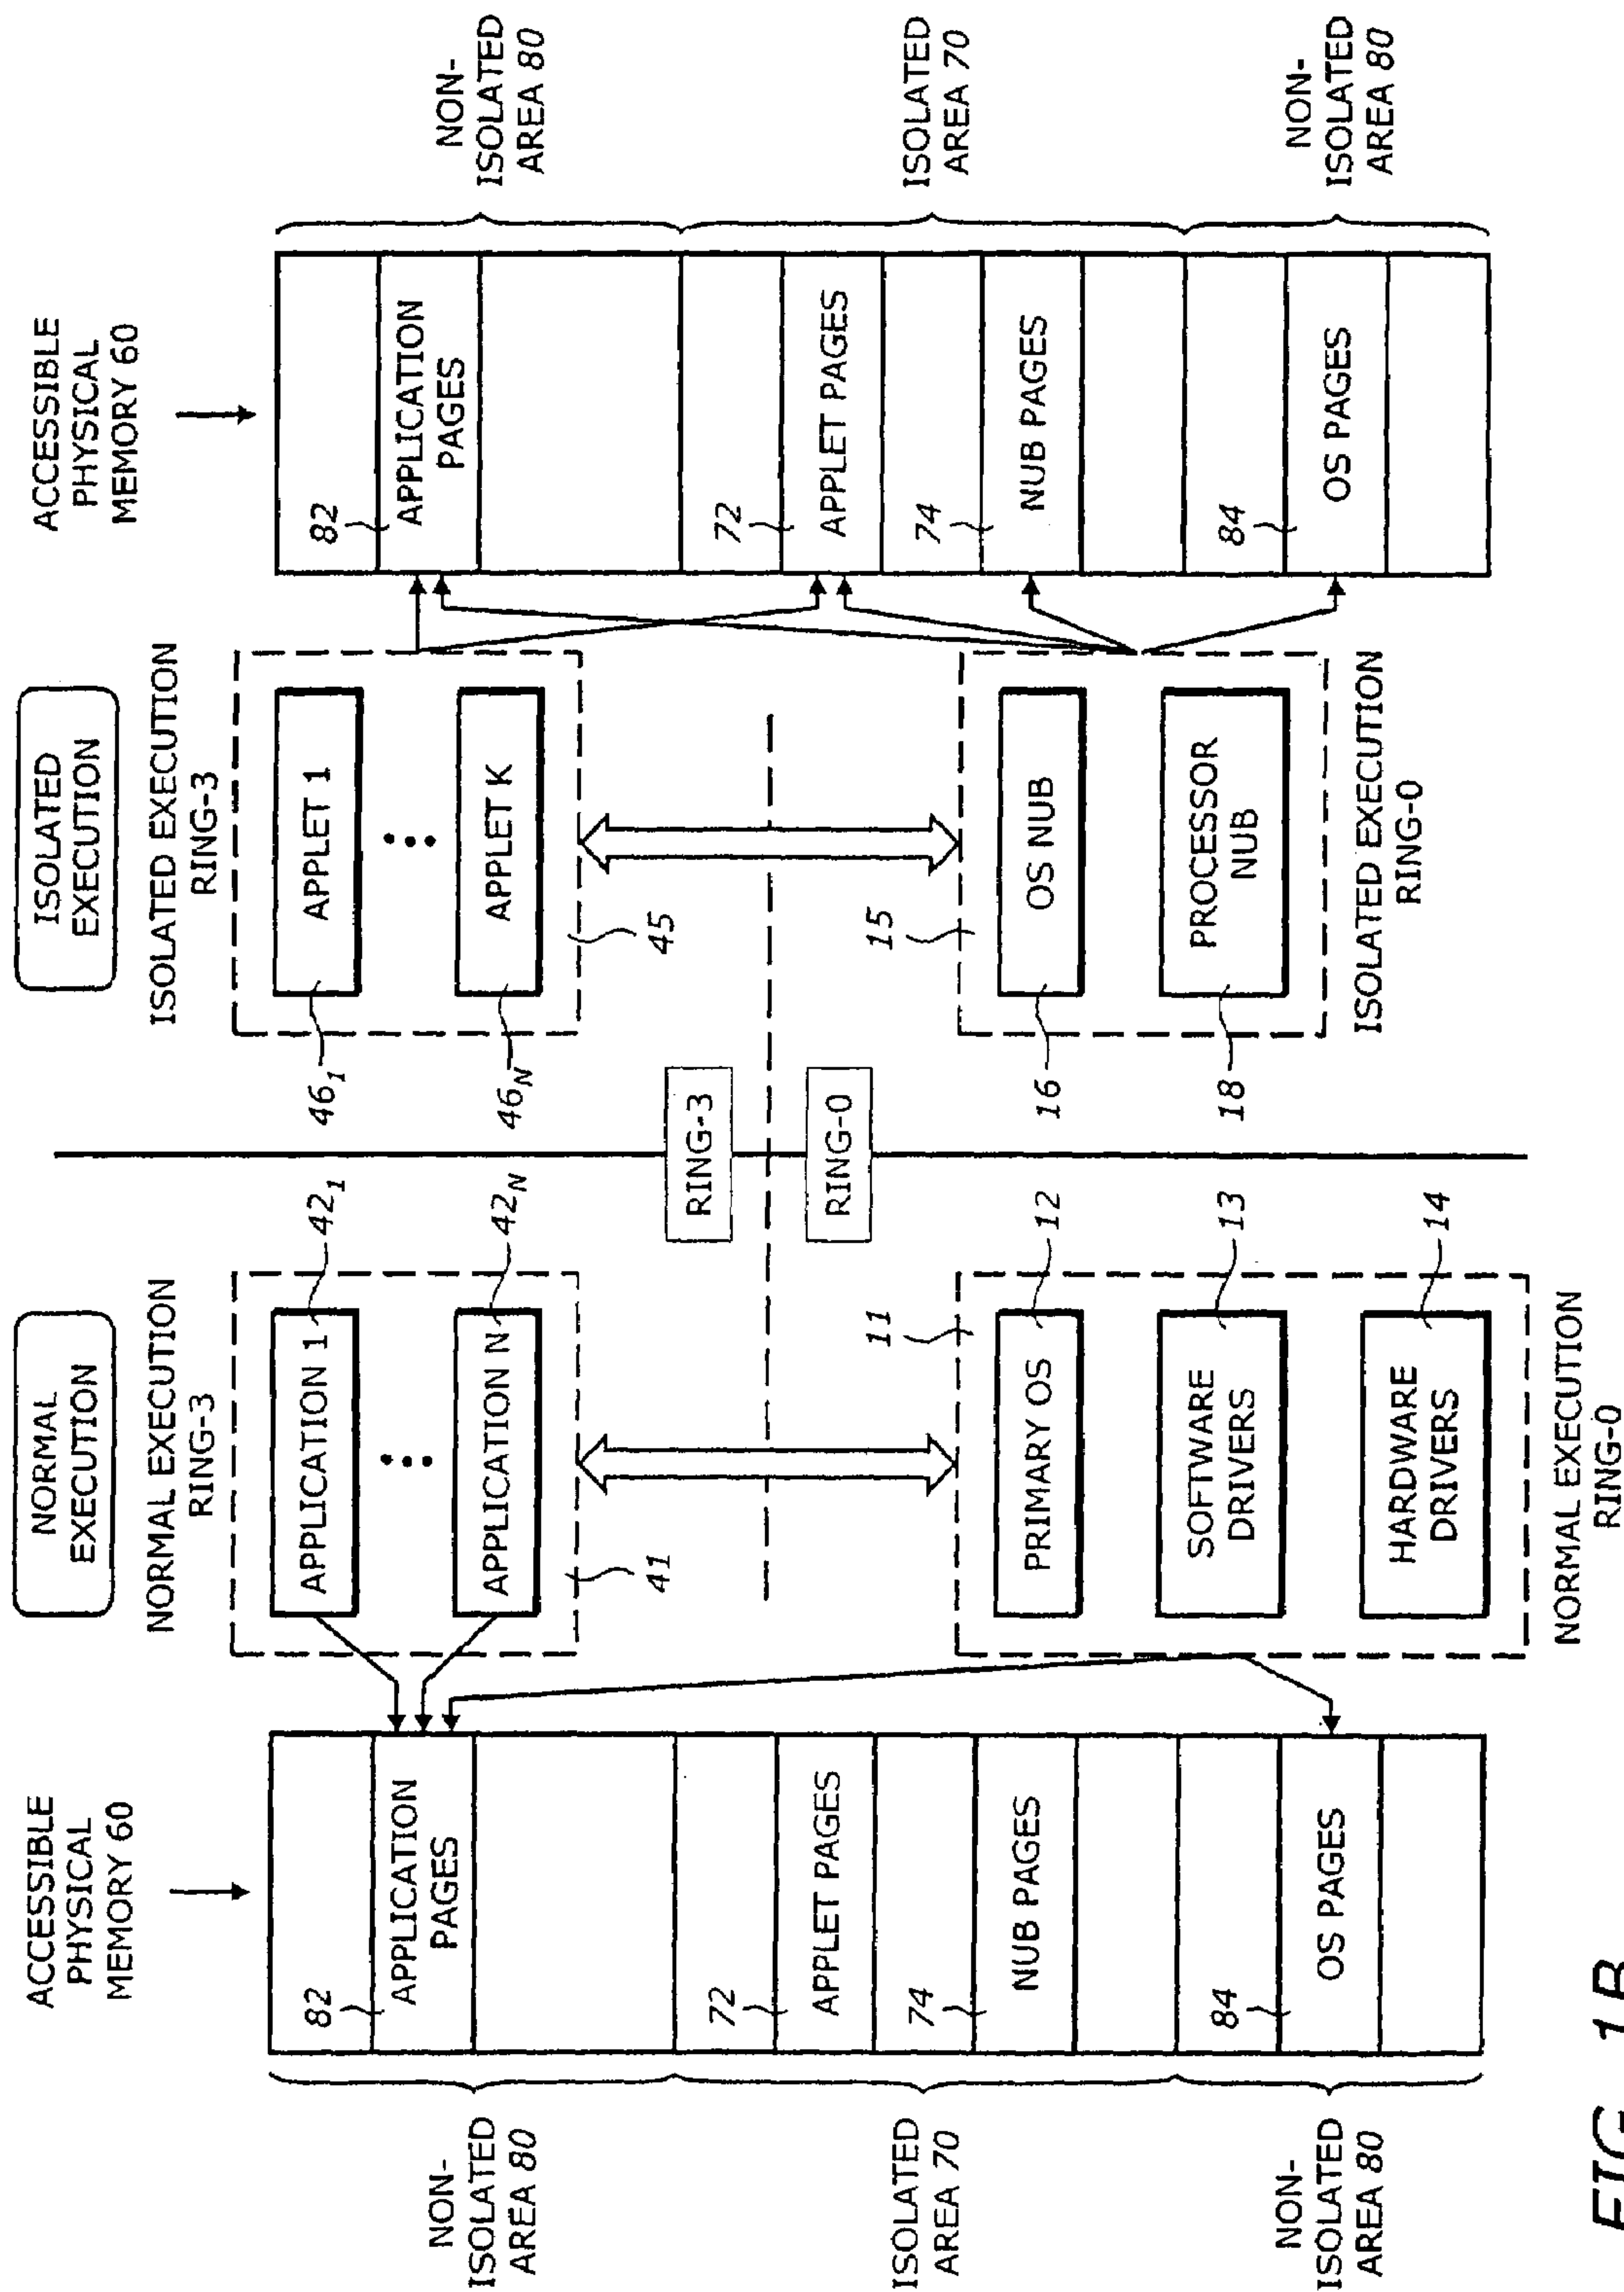 ACCESSIBLE
PHYSICAL
MEMORY 60
NORMAL
EXECUTION
ISOLATED
EXECUTION
ACCESSIBLE
PHYSICAL
MEMORY 60
NORMAL EXECUTION
RING-3
ISOLATED EXECUTION
RING-3
NON-
ISOLATED
AREA 80
82
APPLICATION
PAGES
APPLICATION 1
42₁
APPLICATION N
42N
41
46₁
APPLET 1
46N
APPLET K
45
82
APPLICATION
PAGES
NON-
ISOLATED
AREA 80
RING-3
RING-0
ISOLATED
AREA 70
72
APPLET PAGES
74
NUB PAGES
11
PRIMARY OS
12
SOFTWARE
DRIVERS
13
HARDWARE
DRIVERS
14
15
16
OS NUB
18
PROCESSOR
NUB
72
APPLET PAGES
74
NUB PAGES
ISOLATED
AREA 70
NON-
ISOLATED
AREA 80
84
OS PAGES
NORMAL EXECUTION
RING-0
ISOLATED EXECUTION
RING-0
84
OS PAGES
NON-
ISOLATED
AREA 80
FIG. 1B